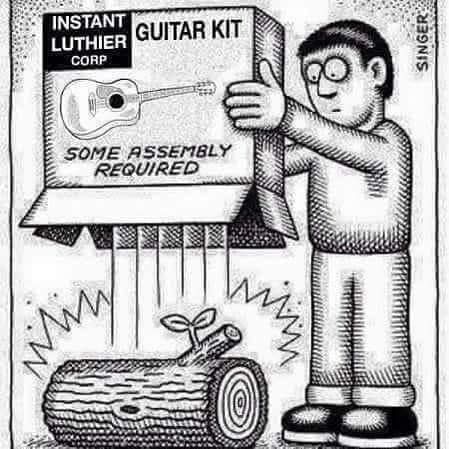 INSTANT
LUTHIER
CORP
GUITAR KIT
SOME ASSEMBLY
REQUIRED
SINGER